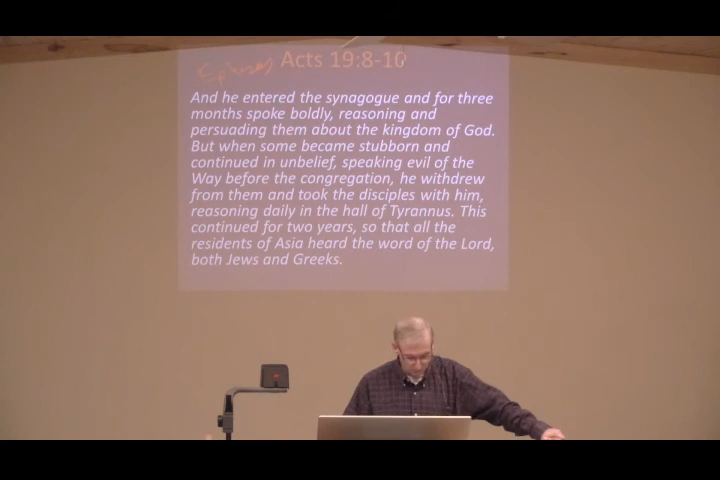 Ephesus Acts 19:8-10
And he entered the synagogue and for three
months spoke boldly, reasoning and
persuading them about the kingdom of God.
But when some became stubborn and
continued in unbelief, speaking evil of the
Way before the congregation, he withdrew
from them and took the disciples with him,
reasoning daily in the hall of Tyrannus. This
continued for two years, so that all the
residents of Asia heard the word of the Lord,
both Jews and Greeks.